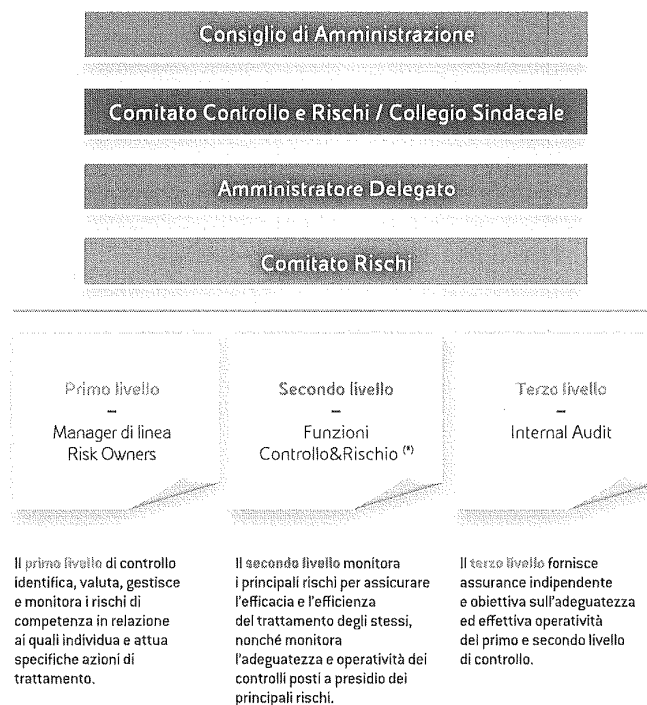 Consiglio di Amministrazione
Comitato Controllo e Rischi / Collegio Sindacale
Amministratore Delegato
Comitato Rischi
Primo livello
–
Manager di linea
Risk Owners
Secondo livello
–
Funzioni
Controllo&Rischio (*)
Terzo livello
–
Internal Audit
Il primo livello di controllo
identifica, valuta, gestisce
e monitora i rischi di
competenza in relazione
ai quali individua e attua
specifiche azioni di
trattamento.
Il secondo livello monitora
i principali rischi per assicurare
l'efficacia e l'efficienza
del trattamento degli stessi,
nonché monitora
l'adeguatezza e operatività dei
controlli posti a presidio dei
principali rischi.
Il terzo livello fornisce
assurance indipendente
e obiettiva sull'adeguatezza
ed effettiva operatività
del primo e secondo livello
di controllo.